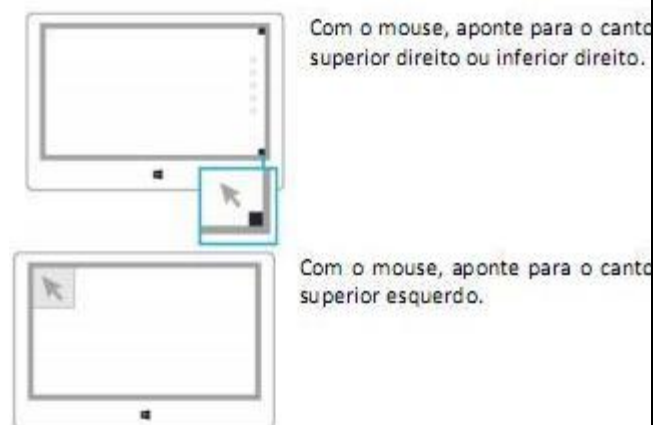 Com o mouse, aponte para o canto
superior direito ou inferior direito.
Com o mouse, aponte para o canto
superior esquerdo.